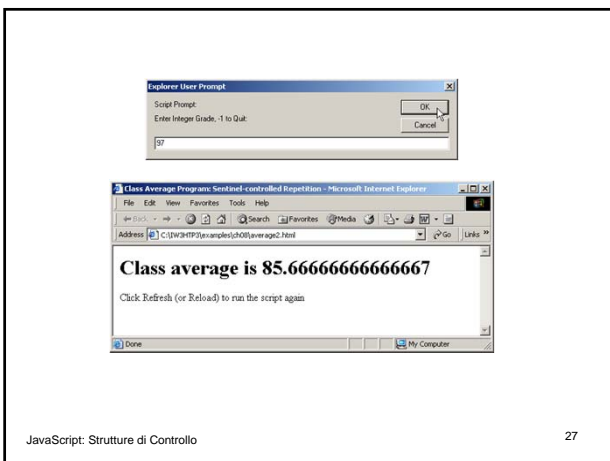 Explorer User Prompt
Script Prompt:
Enter Integer Grade, -1 to Quit:
OK
Cancel
97
Class Average Program: Sentinel-controlled Repetition - Microsoft Internet Explorer
File Edit View Favorites Tools Help
Back Search Favorites Media
Address C:\IW3HTP3\examples\ch08\average2.html Go Links »
Class average is 85.66666666666667
Click Refresh (or Reload) to run the script again
Done My Computer
JavaScript: Strutture di Controllo 27